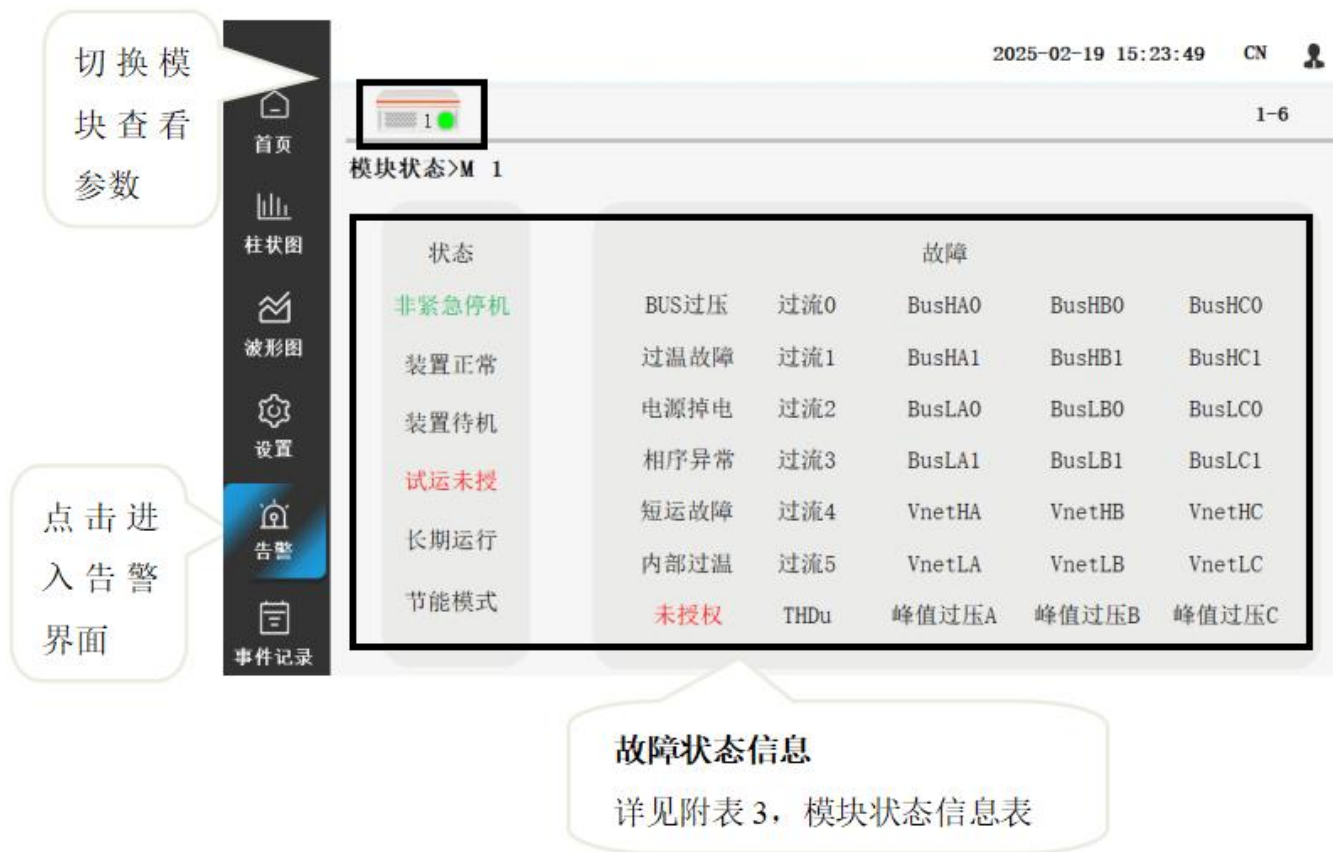 切换模
块查看
参数
2025-02-19 15:23:49 CN
首页
1
1-6
模块状态>M 1
柱状图
波形图
设置
点击进
入告警
界面
告警
事件记录
状态
非紧急停机
装置正常
装置待机
试运未授
长期运行
节能模式
故障
BUS过压 过流0 BusHA0 BusHB0 BusHC0
过温故障 过流1 BusHA1 BusHB1 BusHC1
电源掉电 过流2 BusLA0 BusLB0 BusLC0
相序异常 过流3 BusLA1 BusLB1 BusLC1
短运故障 过流4 VnetHA VnetHB VnetHC
内部过温 过流5 VnetLA VnetLB VnetLC
未授权 THDu 峰值过压A 峰值过压B 峰值过压C
故障状态信息
详见附表 3，模块状态信息表